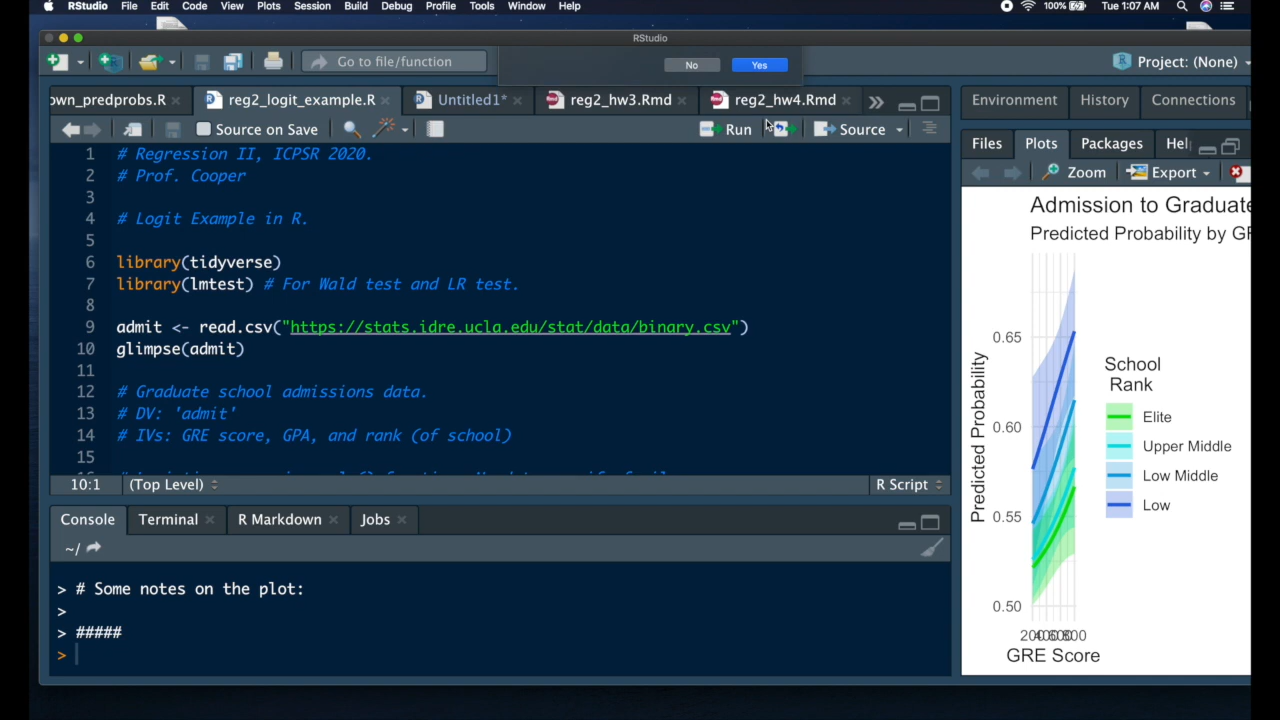 RStudio File Edit Code View Plots Session Build Debug Profile Tools Window Help 100% Tue 1:07 AM
RStudio
Go to file/function No Yes Project: (None)
own_predprobs.R reg2_logit_example.R Untitled1* reg2_hw3.Rmd reg2_hw4.Rmd
Source on Save Run Source
1 # Regression II, ICPSR 2020.
2 # Prof. Cooper
3
4 # Logit Example in R.
5
6 library(tidyverse)
7 library(lmtest) # For Wald test and LR test.
8
9 admit <- read.csv("https://stats.idre.ucla.edu/stat/data/binary.csv")
10 glimpse(admit)
11
12 # Graduate school admissions data.
13 # DV: 'admit'
14 # IVs: GRE score, GPA, and rank (of school)
15
10:1 (Top Level) R Script
Console Terminal R Markdown Jobs
~/
> # Some notes on the plot:
>
> #####
>
Environment History Connections
Files Plots Packages Hel
Zoom Export
Admission to Graduate
Predicted Probability by GR
0.65
0.60
0.55
0.50
Predicted Probability
200 400 600 800
GRE Score
School
Rank
Elite
Upper Middle
Low Middle
Low